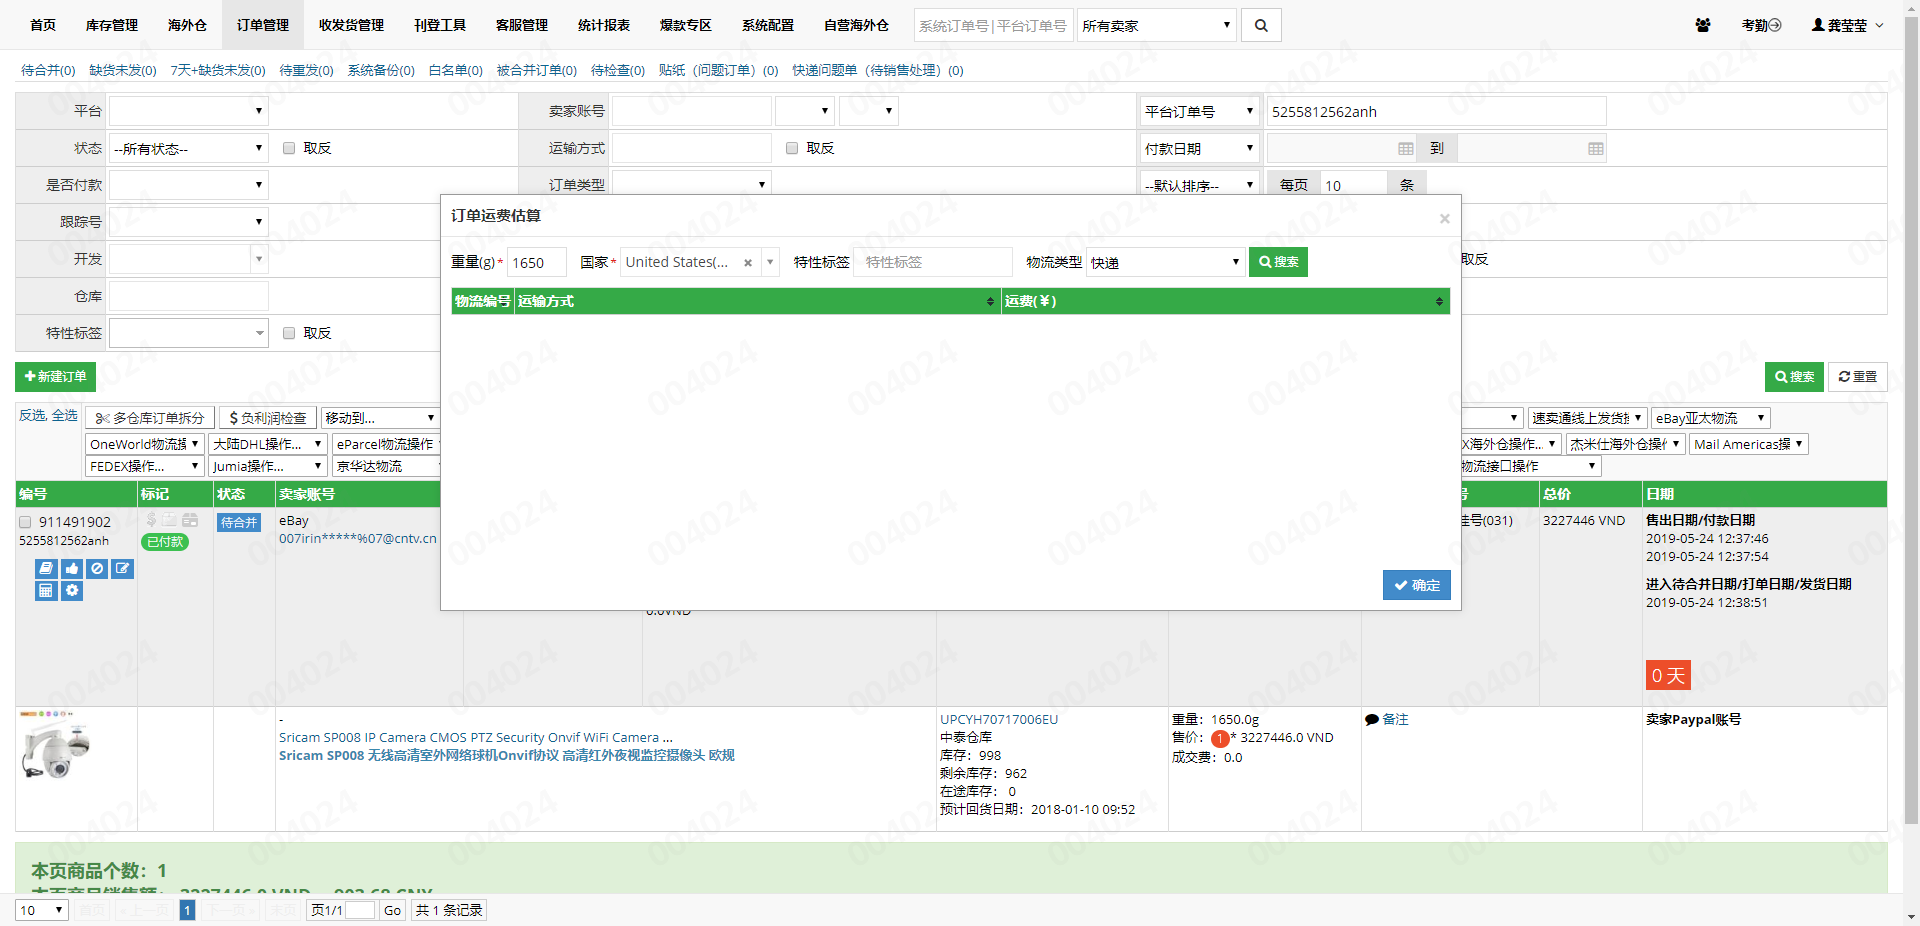 首页 库存管理 海外仓 订单管理 收发货管理 刊登工具 客服管理 统计报表 爆款专区 系统配置 自营海外仓 系统订单号|平台订单号 所有卖家 考勤 龚莹莹
待合并(0) 缺货未发(0) 7天+缺货未发(0) 待重发(0) 系统备份(0) 白名单(0) 被合并订单(0) 待检查(0) 贴纸（问题订单）(0) 快递问题单（待销售处理）(0)
平台 卖家账号 平台订单号 5255812562anh
状态 --所有状态-- 取反 运输方式 取反 付款日期 到
是否付款 订单类型 --默认排序-- 每页 10 条
跟踪号
开发 取反
仓库
特性标签 取反
订单运费估算 ×
重量(g)* 1650 国家* United States(... × 特性标签 特性标签 物流类型 快递 搜索
物流编号 运输方式 运费(￥)
确定
新建订单 搜索 重置
反选, 全选 多仓库订单拆分 $负利润检查 移动到... 速卖通线上发货 eBay亚太物流
OneWorld物流 大陆DHL操作... eParcel物流操作 X海外仓操作... 杰米仕海外仓操 Mail Americas操
FEDEX操作... Jumia操作... 京华达物流 物流接口操作
编号 标记 状态 卖家账号 号 总价 日期
911491902 待合并 eBay 挂号(031) 3227446 VND 售出日期/付款日期
5255812562anh 已付款 007irin*****%07@cntv.cn 2019-05-24 12:37:46
2019-05-24 12:37:54
进入待合并日期/打单日期/发货日期
2019-05-24 12:38:51
0.0VND
0 天
- UPCYH70717006EU 重量：1650.0g 备注 卖家Paypal账号
Sricam SP008 IP Camera CMOS PTZ Security Onvif WiFi Camera ... 中泰仓库 售价： 1 * 3227446.0 VND
Sricam SP008 无线高清室外网络球机Onvif协议 高清红外夜视监控摄像头 欧规 库存：998 成交费：0.0
剩余库存：962
在途库存： 0
预计回货日期：2018-01-10 09:52
本页商品个数：1
本页商品销售额： 3227446.0 VND 902.68 CNY
10 首页 «上一页 1 下一页» 末页 页1/1 Go 共 1 条记录
004024